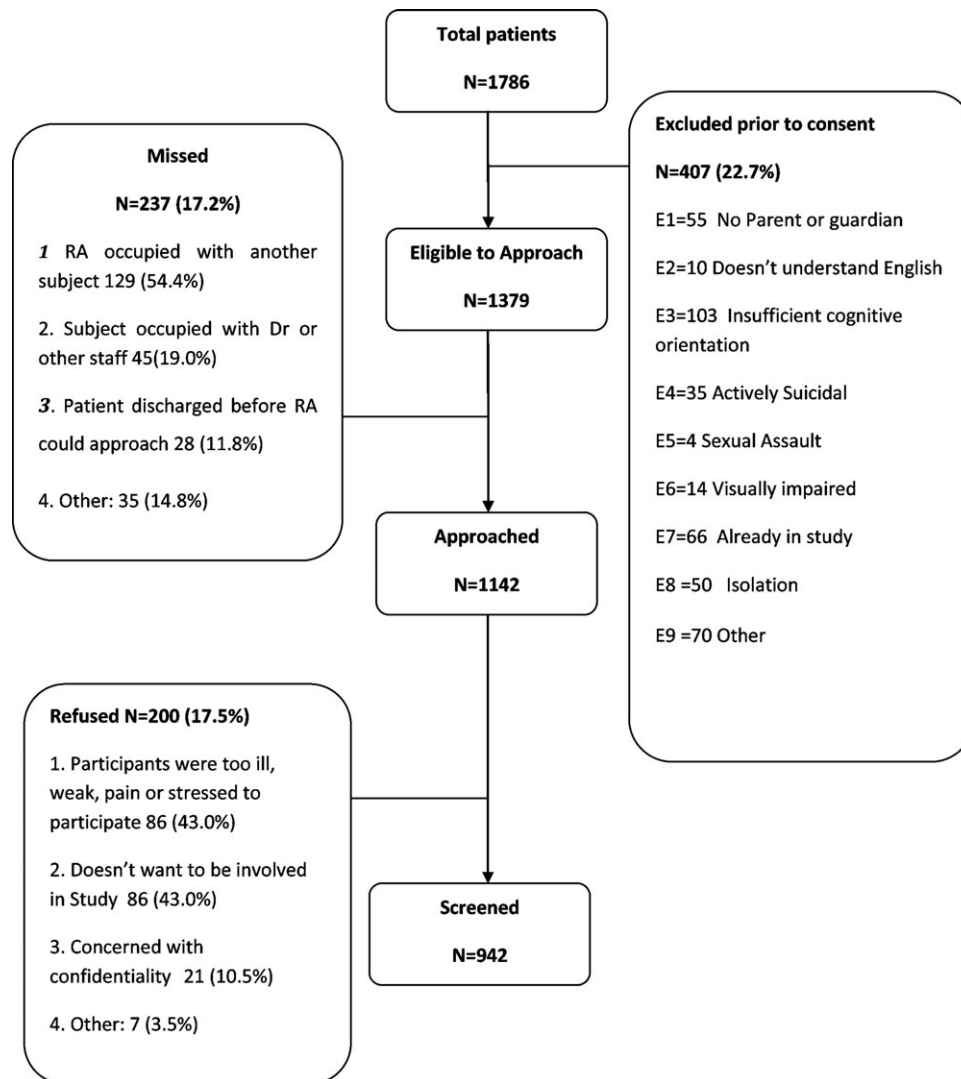 Total patients
N=1786
Excluded prior to consent
N=407 (22.7%)
E1=55 No Parent or guardian
E2=10 Doesn't understand English
E3=103 Insufficient cognitive
orientation
E4=35 Actively Suicidal
E5=4 Sexual Assault
E6=14 Visually impaired
E7=66 Already in study
E8 =50 Isolation
E9 =70 Other
Missed
N=237 (17.2%)
1 RA occupied with another
subject 129 (54.4%)
2. Subject occupied with Dr or
other staff 45(19.0%)
3. Patient discharged before RA
could approach 28 (11.8%)
4. Other: 35 (14.8%)
Eligible to Approach
N=1379
Approached
N=1142
Refused N=200 (17.5%)
1. Participants were too ill,
weak, pain or stressed to
participate 86 (43.0%)
2. Doesn't want to be involved
in Study 86 (43.0%)
3. Concerned with
confidentiality 21 (10.5%)
4. Other: 7 (3.5%)
Screened
N=942